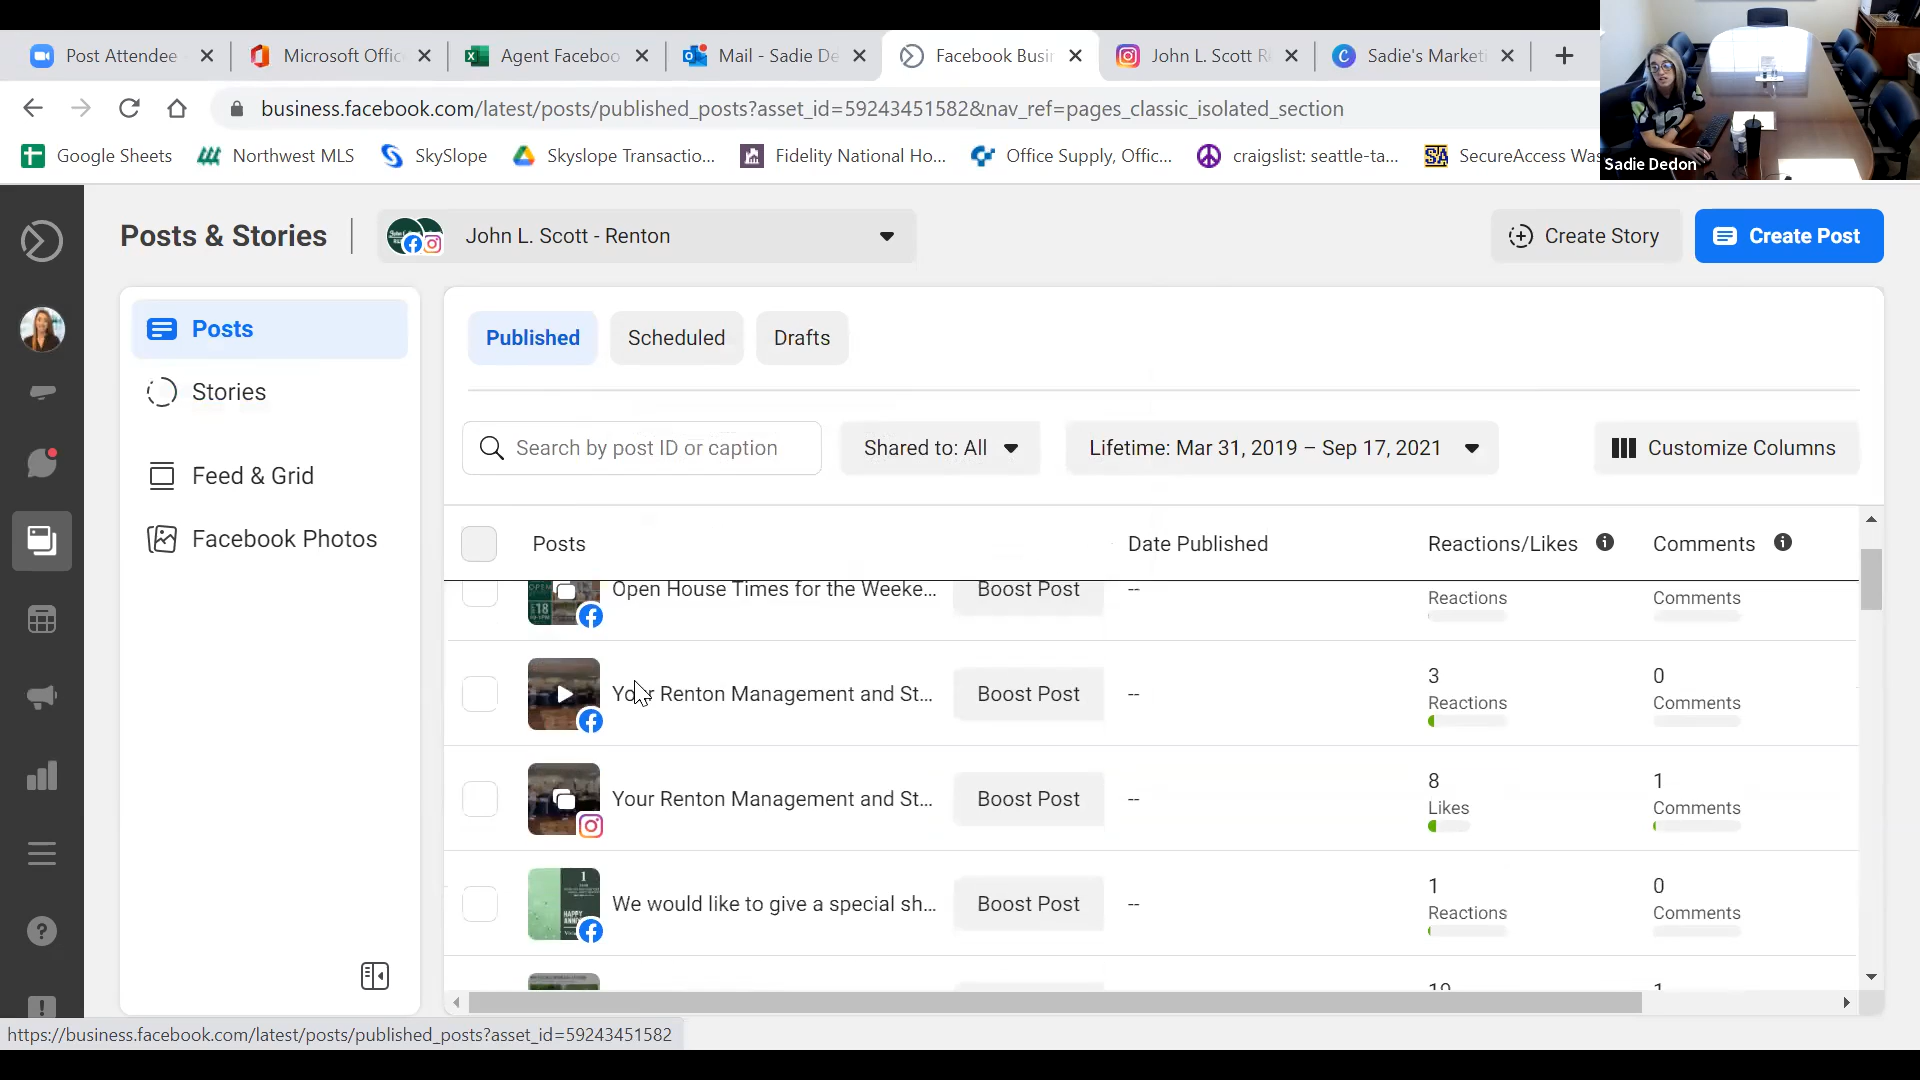 Post Attendee
Microsoft Offic
Agent Faceboo
Mail - Sadie De
Facebook Busi
John L. Scott R
Sadie's Marketi
business.facebook.com/latest/posts/published_posts?asset_id=59243451582&nav_ref=pages_classic_isolated_section
Google Sheets
Northwest MLS
SkySlope
Skyslope Transactio...
Fidelity National Ho...
Office Supply, Offic...
craigslist: seattle-ta...
SecureAccess Was
Sadie Dedon
Posts & Stories
John L. Scott - Renton
Create Story
Create Post
Posts
Stories
Feed & Grid
Facebook Photos
Published
Scheduled
Drafts
Search by post ID or caption
Shared to: All
Lifetime: Mar 31, 2019 – Sep 17, 2021
Customize Columns
Posts
Date Published
Reactions/Likes
Comments
Open House Times for the Weeke...
Boost Post
--
Reactions
Comments
Your Renton Management and St...
Boost Post
--
3
Reactions
0
Comments
Your Renton Management and St...
Boost Post
--
8
Likes
1
Comments
We would like to give a special sh...
Boost Post
--
1
Reactions
0
Comments
https://business.facebook.com/latest/posts/published_posts?asset_id=59243451582